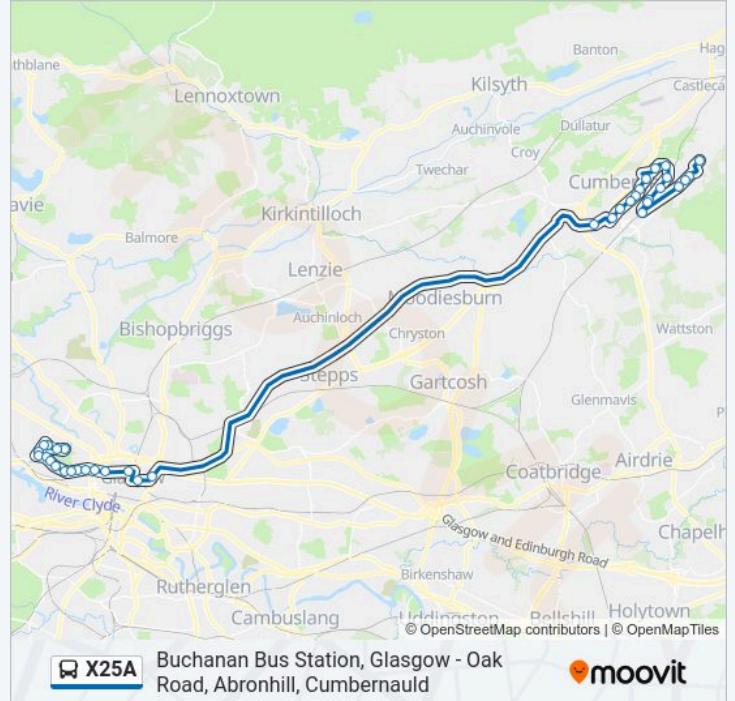 Banton
Hag
thblane
Kilsyth
Lennoxtown
Castleca
Auchinvole
Dullatur
Croy
Twechar
Cumber
avie
Kirkintilloch
Balmore
Lenzie
Moodiesburn
Auchinloch
Bishopbriggs
Chryston
Wattston
Stepps
Gartcosh
Glenmavis
Airdrie
Coatbridge
River Clyde
Glasgow and Edinburgh Road
Chapelh
Birkenshaw
Rutherglen
Holytown
Cambuslang
Uddingston
Bellshill
© OpenStreetMap contributors | © OpenMapTiles
X25A
Buchanan Bus Station, Glasgow - Oak
Road, Abronhill, Cumbernauld
moovit